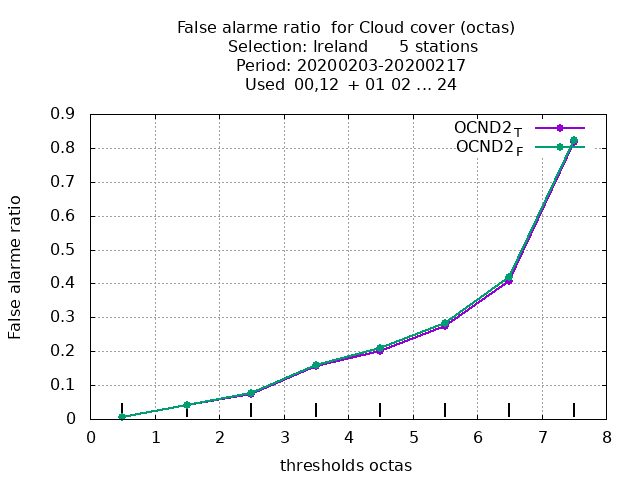 False alarme ratio  for Cloud cover (octas)
Selection: Ireland      5 stations
Period: 20200203-20200217
Used  00,12  + 01 02 ... 24
OCND2T
OCND2F
False alarme ratio
0.9
0.8
0.7
0.6
0.5
0.4
0.3
0.2
0.1
0
0 1 2 3 4 5 6 7 8
thresholds octas